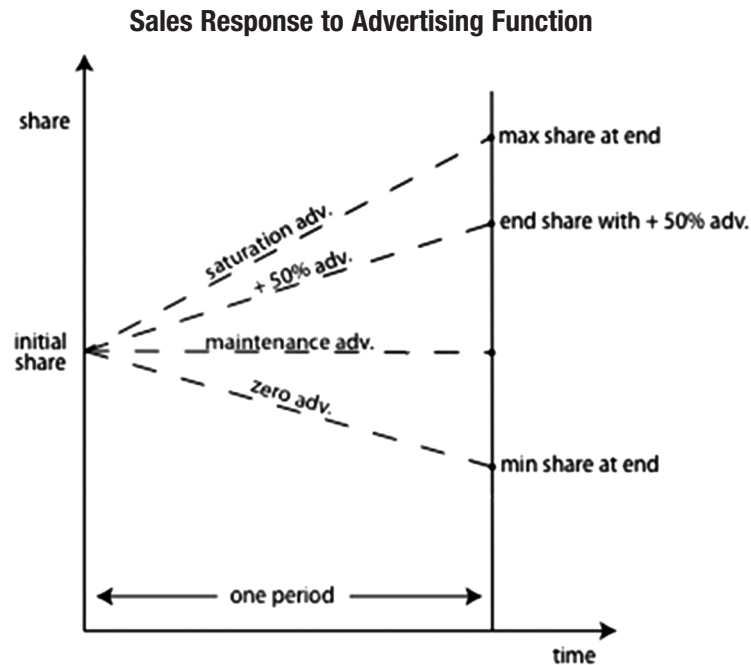 Sales Response to Advertising Function
share
max share at end
saturation adv.
end share with + 50% adv.
+ 50% adv.
initial
share
maintenance adv.
zero adv.
min share at end
one period
time